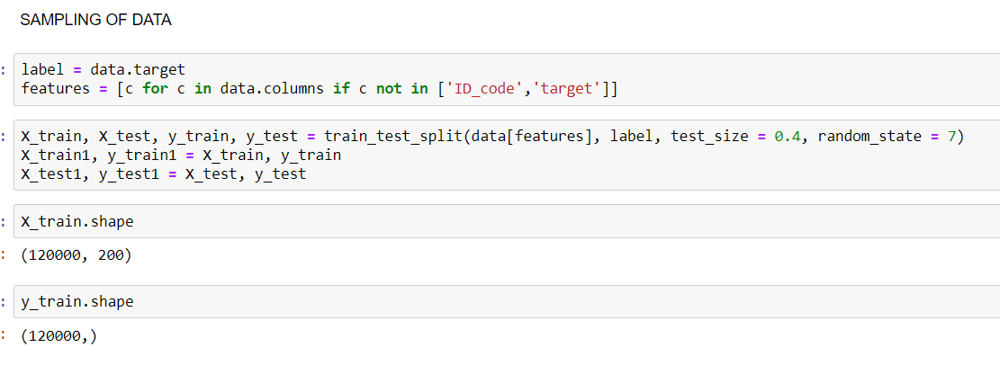 SAMPLING OF DATA
: label = data.target
features = [c for c in data.columns if c not in ['ID_code','target']]
: X_train, X_test, y_train, y_test = train_test_split(data[features], label, test_size = 0.4, random_state = 7)
X_train1, y_train1 = X_train, y_train
X_test1, y_test1 = X_test, y_test
: X_train.shape
: (120000, 200)
: y_train.shape
: (120000,)